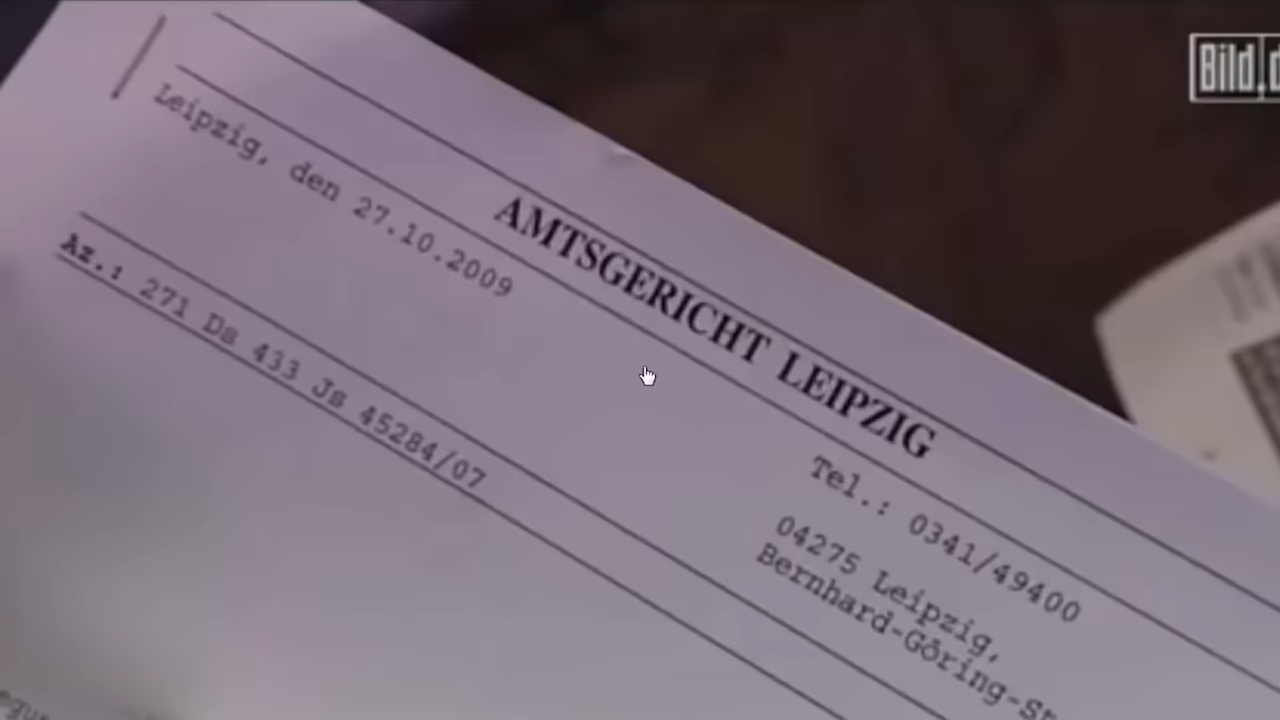 Bild.d
AMTSGERICHT LEIPZIG
Leipzig, den 27.10.2009
Tel.: 0341/49400
04275 Leipzig,
Bernhard-Göring-St
Az.: 271 Ds 433 Js 45284/07